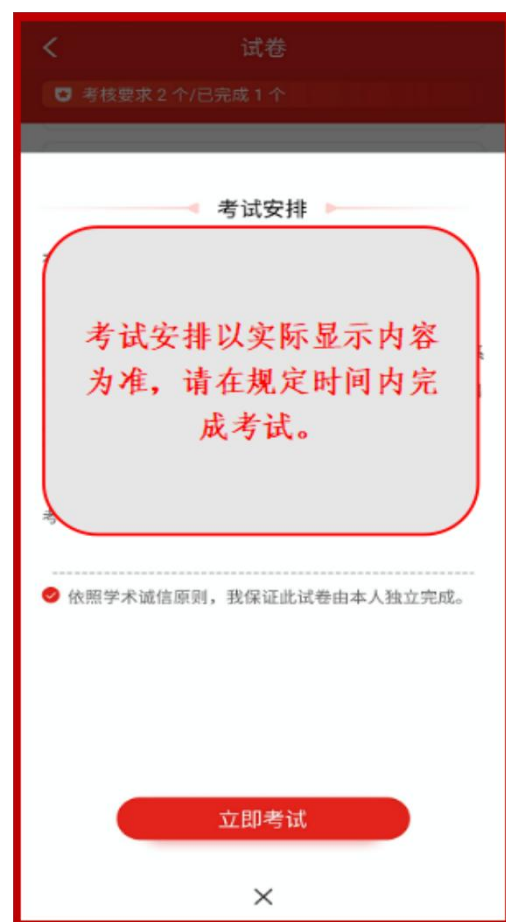 试卷
考核要求 2 个/已完成 1 个
考试安排
考试安排以实际显示内容
为准，请在规定时间内完
成考试。
考
依照学术诚信原则，我保证此试卷由本人独立完成。
立即考试